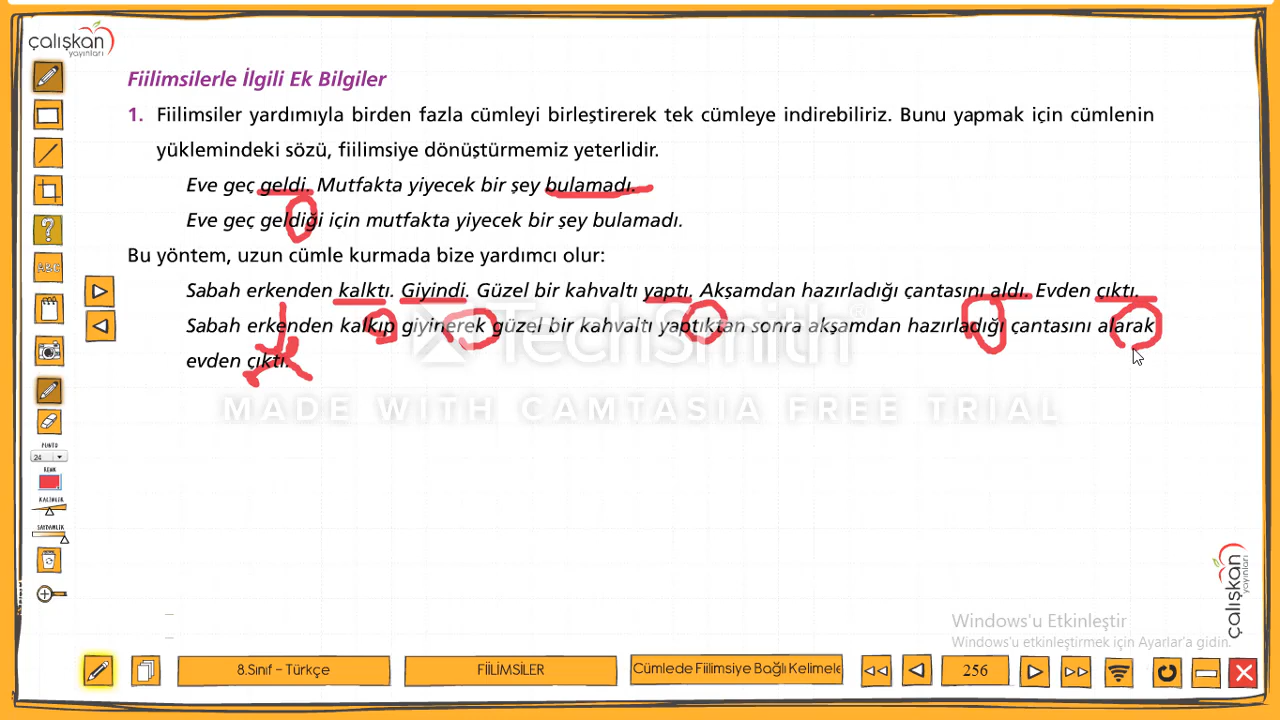 çalışkan
yayınları
Fiilimsilerle İlgili Ek Bilgiler
1. Fiilimsiler yardımıyla birden fazla cümleyi birleştirerek tek cümleye indirebiliriz. Bunu yapmak için cümlenin
yüklemindeki sözü, fiilimsiye dönüştürmemiz yeterlidir.
Eve geç geldi. Mutfakta yiyecek bir şey bulamadı.
Eve geç geldiği için mutfakta yiyecek bir şey bulamadı.
Bu yöntem, uzun cümle kurmada bize yardımcı olur:
Sabah erkenden kalktı. Giyindi. Güzel bir kahvaltı yaptı. Akşamdan hazırladığı çantasını aldı. Evden çıktı.
Sabah erkenden kalkıp giyinerek güzel bir kahvaltı yaptıktan sonra akşamdan hazırladığı çantasını alarak
evden çıktı.
TechSmith
MADE WITH CAMTASIA FREE TRIAL
ABC
PUNTO
24
RENK
KALINLIK
SAYDAMLIK
çalışkan
yayınları
Windows'u Etkinleştir
Windows'u etkinleştirmek için Ayarlar'a gidin.
8.Sınıf – Türkçe
FİİLİMSİLER
Cümlede Fiilimsiye Bağlı Kelimele
256